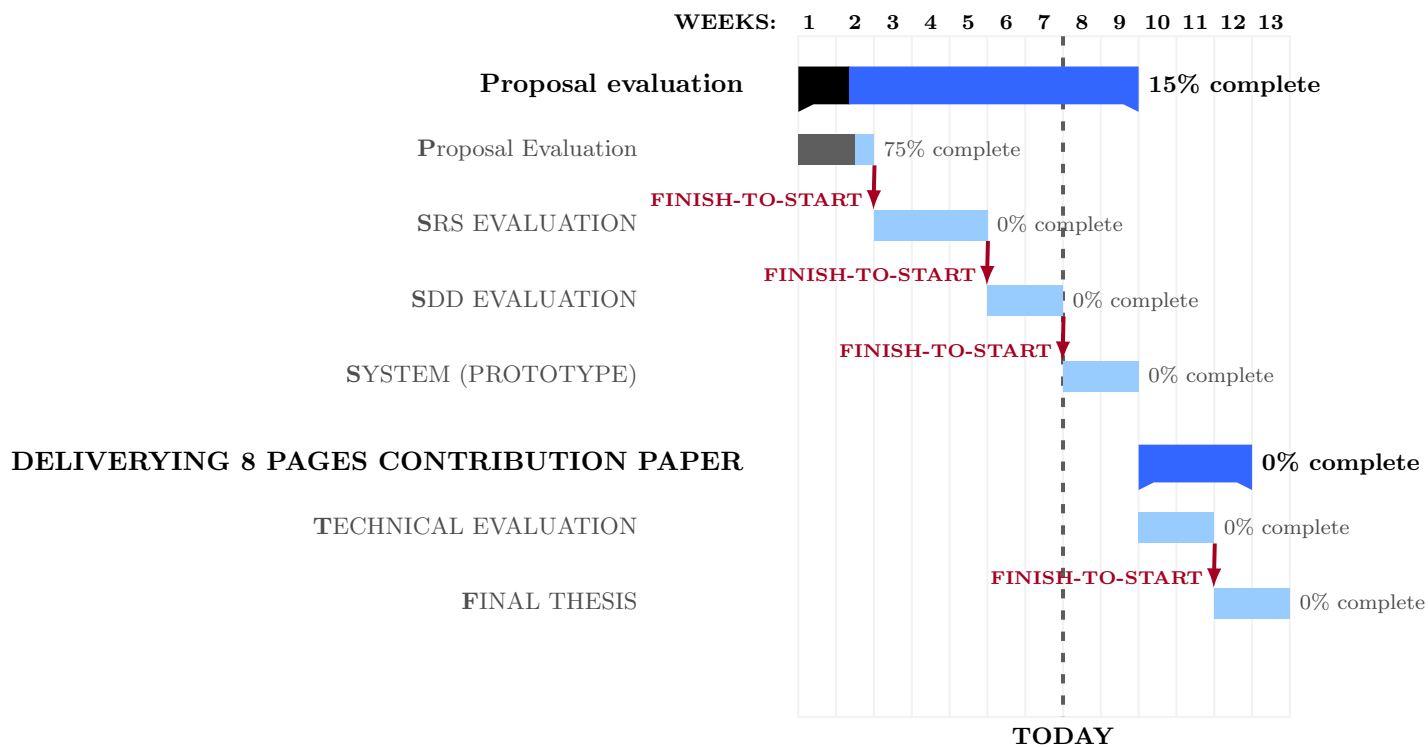 WEEKS: 1 2 3 4 5 6 7 8 9 10 11 12 13
Proposal evaluation 15% complete
Proposal Evaluation 75% complete
FINISH-TO-START
SRS EVALUATION 0% complete
FINISH-TO-START
SDD EVALUATION 0% complete
FINISH-TO-START
SYSTEM (PROTOTYPE) 0% complete
DELIVERYING 8 PAGES CONTRIBUTION PAPER 0% complete
TECHNICAL EVALUATION 0% complete
FINISH-TO-START
FINAL THESIS 0% complete
TODAY